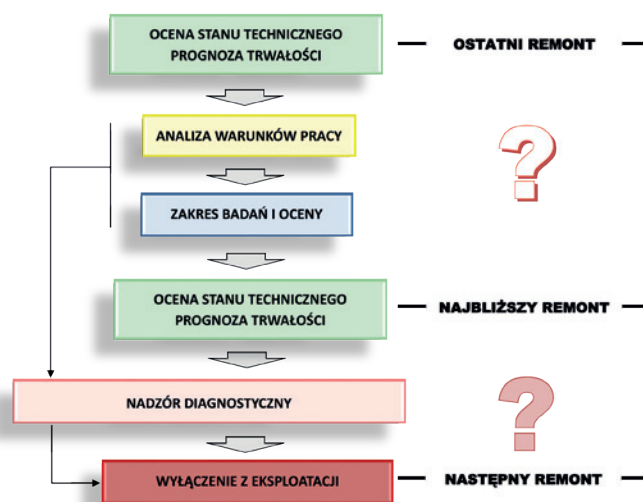 OCENA STANU TECHNICZNEGO
PROGNOZA TRWAŁOŚCI
OSTATNI REMONT
ANALIZA WARUNKÓW PRACY
?
ZAKRES BADAŃ I OCENY
OCENA STANU TECHNICZNEGO
PROGNOZA TRWAŁOŚCI
NAJBLIŻSZY REMONT
NADZÓR DIAGNOSTYCZNY
?
WYŁĄCZENIE Z EKSPLOATACJI
NASTĘPNY REMONT